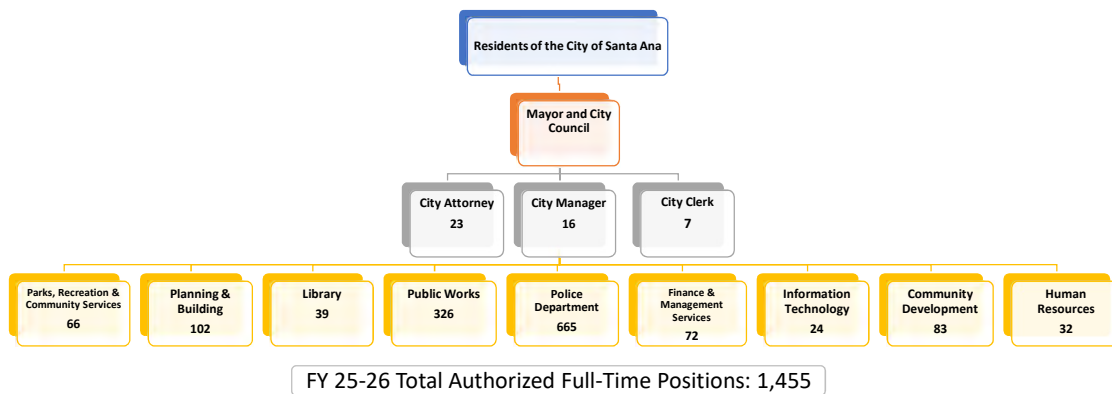 Residents of the City of Santa Ana
Mayor and City
Council
City Attorney
23
City Manager
16
City Clerk
7
Parks, Recreation &
Community Services
66
Planning &
Building
102
Library
39
Public Works
326
Police
Department
665
Finance &
Management
Services
72
Information
Technology
24
Community
Development
83
Human
Resources
32
FY 25-26 Total Authorized Full-Time Positions: 1,455